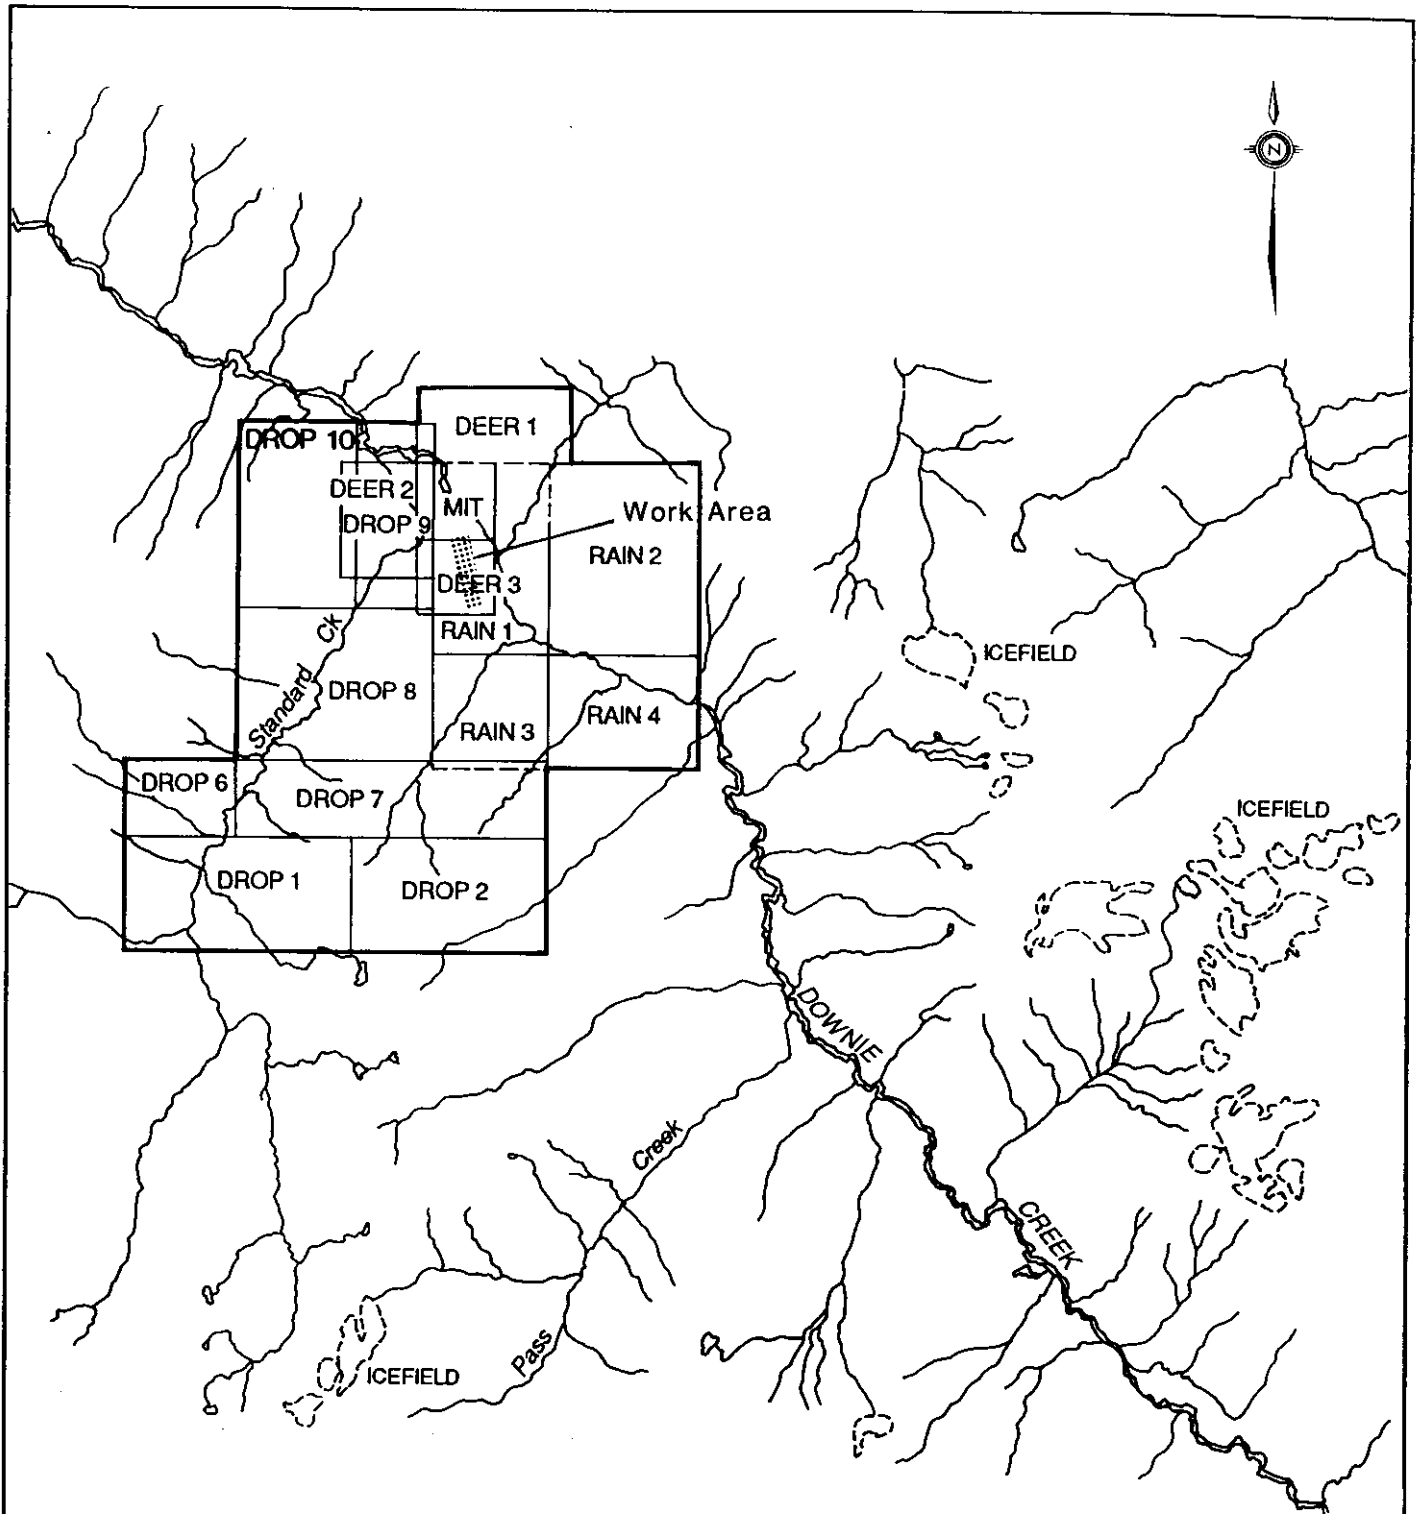 N
DEER 1
DROP 10
DEER 2
MIT
Work Area
DROP 9
RAIN 2
DEER 3
RAIN 1
Standard Ck
ICEFIELD
DROP 8
RAIN 4
RAIN 3
DROP 6
DROP 7
ICEFIELD
DROP 1
DROP 2
DOWNIE CREEK
Pass Creek
ICEFIELD